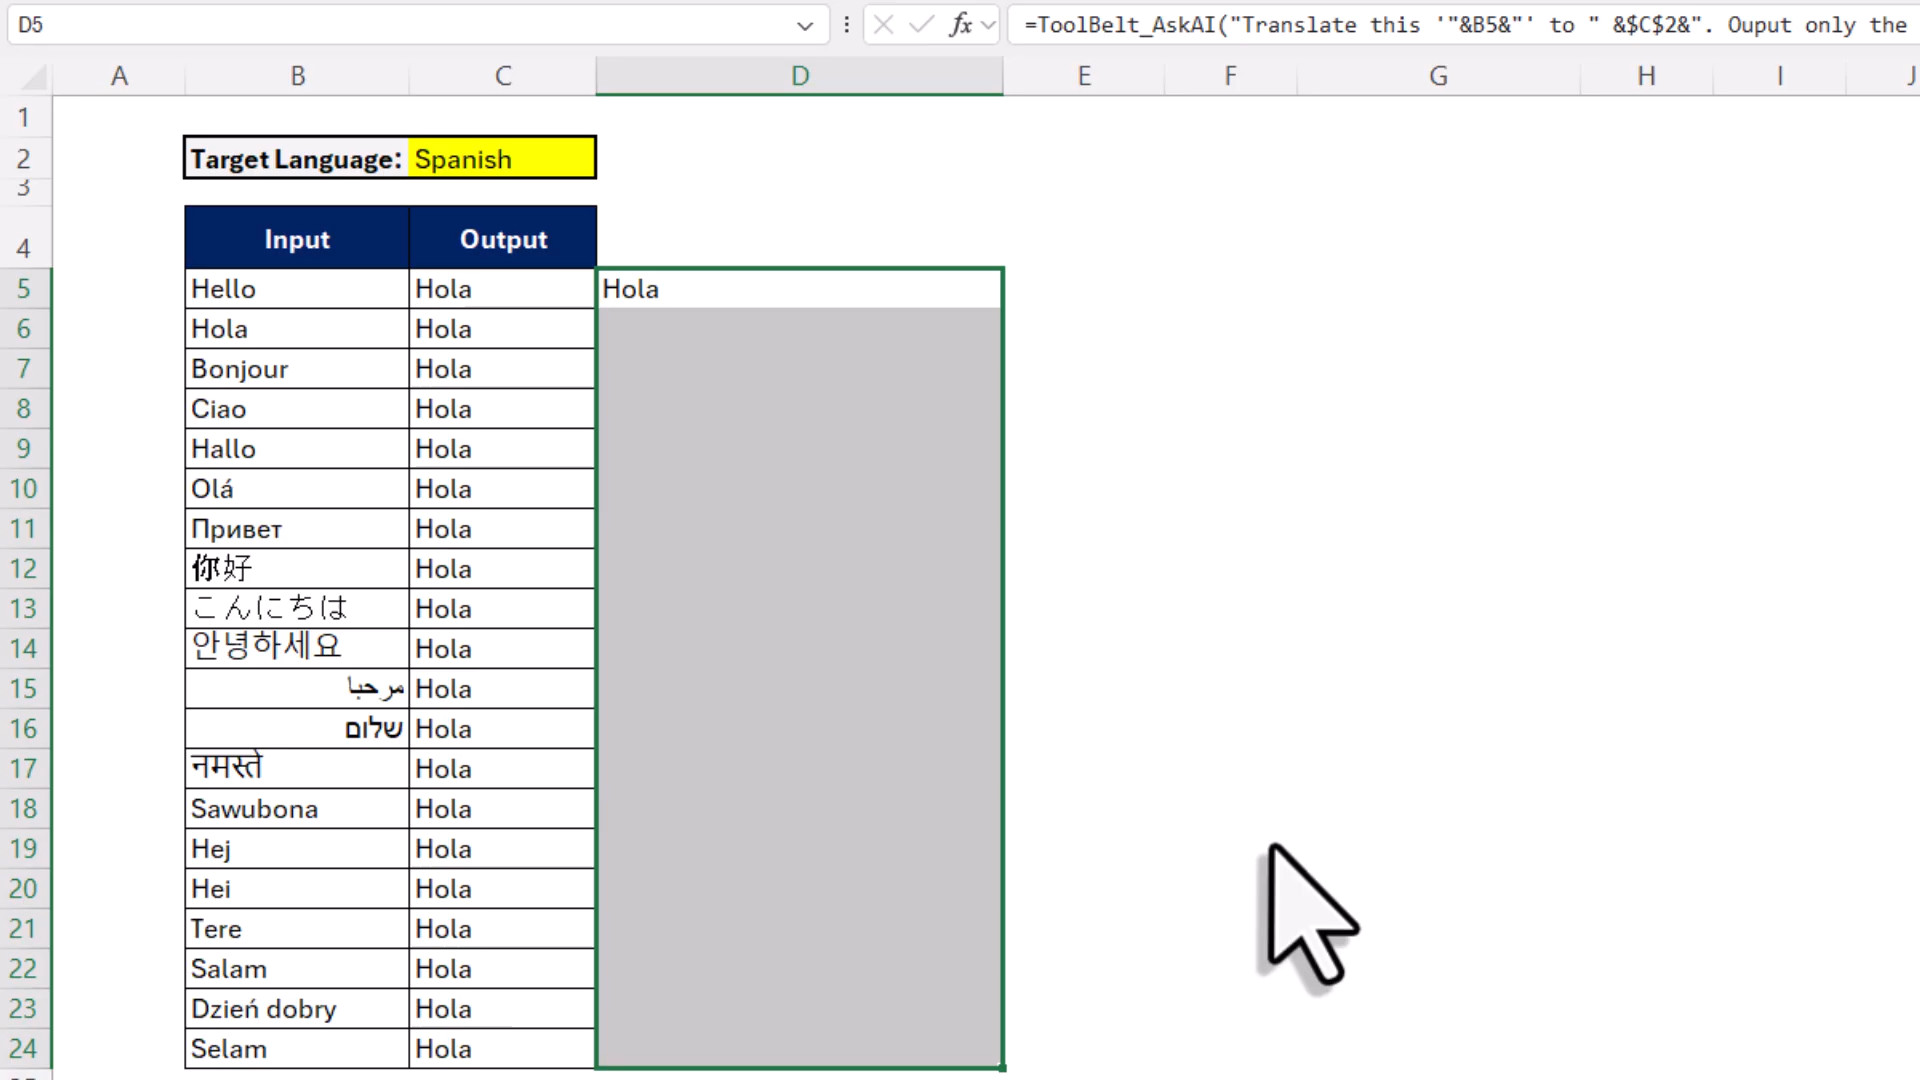 D5 fx =ToolBelt_AskAI("Translate this '"&B5&"' to " &$C$2&". Ouput only the
A B C D E F G H I J
1
2 Target Language: Spanish
3
4 Input Output
5 Hello Hola Hola
6 Hola Hola
7 Bonjour Hola
8 Ciao Hola
9 Hallo Hola
10 Olá Hola
11 Привет Hola
12 你好 Hola
13 こんにちは Hola
14 안녕하세요 Hola
15 مرحبا Hola
16 שלום Hola
17 नमस्ते Hola
18 Sawubona Hola
19 Hej Hola
20 Hei Hola
21 Tere Hola
22 Salam Hola
23 Dzień dobry Hola
24 Selam Hola